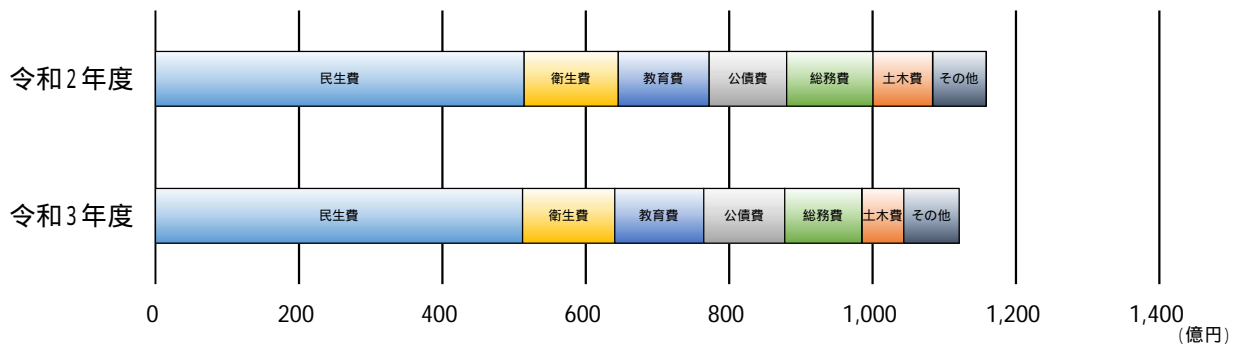 令和2年度
民生費 衛生費 教育費 公債費 総務費 土木費 その他
令和3年度
民生費 衛生費 教育費 公債費 総務費 土木費 その他
0 200 400 600 800 1,000 1,200 1,400
(億円)